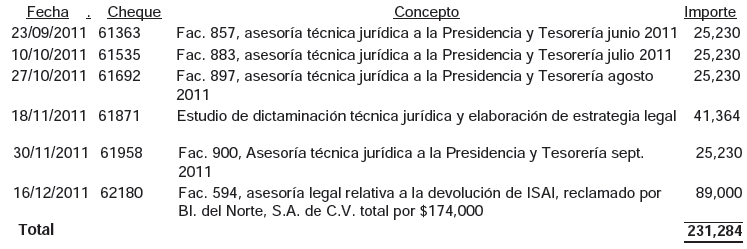 Fecha . Cheque Concepto Importe
23/09/2011 61363 Fac. 857, asesoría técnica jurídica a la Presidencia y Tesorería junio 2011 25,230
10/10/2011 61535 Fac. 883, asesoría técnica jurídica a la Presidencia y Tesorería julio 2011 25,230
27/10/2011 61692 Fac. 897, asesoría técnica jurídica a la Presidencia y Tesorería agosto 25,230
2011
18/11/2011 61871 Estudio de dictaminación técnica jurídica y elaboración de estrategia legal 41,364
30/11/2011 61958 Fac. 900, Asesoría técnica jurídica a la Presidencia y Tesorería sept. 25,230
2011
16/12/2011 62180 Fac. 594, asesoría legal relativa a la devolución de ISAI, reclamado por 89,000
BI. del Norte, S.A. de C.V. total por $174,000
Total 231,284